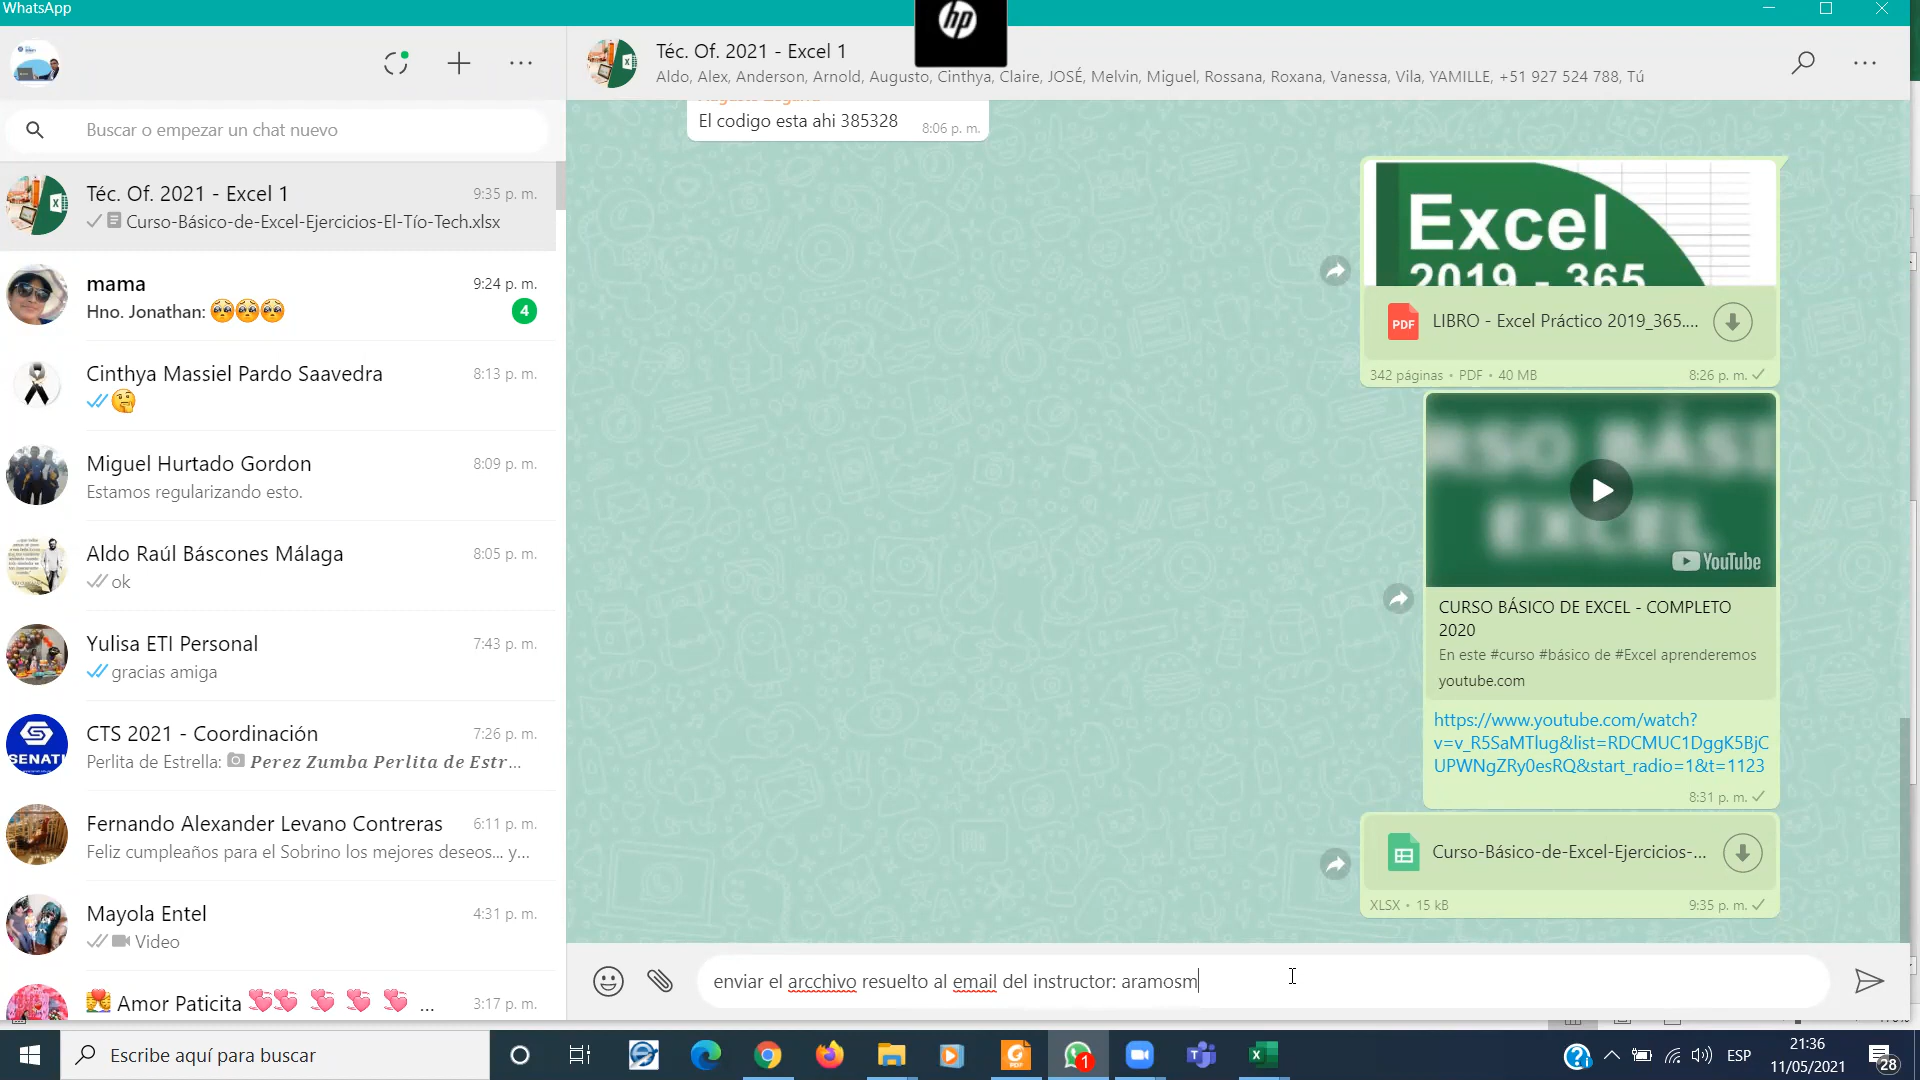 WhatsApp
hp
Buscar o empezar un chat nuevo
Téc. Of. 2021 - Excel 1
9:35 p. m.
Curso-Básico-de-Excel-Ejercicios-El-Tío-Tech.xlsx
mama
9:24 p. m.
Hno. Jonathan:
4
Cinthya Massiel Pardo Saavedra
8:13 p. m.
Miguel Hurtado Gordon
8:09 p. m.
Estamos regularizando esto.
Aldo Raúl Báscones Málaga
8:05 p. m.
ok
Yulisa ETI Personal
7:43 p. m.
gracias amiga
SENATI
CTS 2021 - Coordinación
7:26 p. m.
Perlita de Estrella: Perez Zumba Perlita de Estr...
Fernando Alexander Levano Contreras
6:11 p. m.
Feliz cumpleaños para el Sobrino los mejores deseos... y...
Mayola Entel
4:31 p. m.
Video
Amor Paticita ...
3:17 p. m.
Téc. Of. 2021 - Excel 1
Aldo, Alex, Anderson, Arnold, Augusto, Cinthya, Claire, JOSÉ, Melvin, Miguel, Rossana, Roxana, Vanessa, Vila, YAMILLE, +51 927 524 788, Tú
El codigo esta ahi 385328
8:06 p. m.
Excel
2019 - 365
PDF
LIBRO - Excel Práctico 2019_365....
342 páginas • PDF • 40 MB
8:26 p. m.
RSO BÁSI
EXCEL
YouTube
CURSO BÁSICO DE EXCEL - COMPLETO
2020
En este #curso #básico de #Excel aprenderemos
youtube.com
https://www.youtube.com/watch?
v=v_R5SaMTlug&list=RDCMUC1DggK5BjC
UPWNgZRy0esRQ&start_radio=1&t=1123
8:31 p. m.
Curso-Básico-de-Excel-Ejercicios-...
XLSX • 15 kB
9:35 p. m.
enviar el arcchivo resuelto al email del instructor: aramosm
Escribe aquí para buscar
1
ESP
21:36
11/05/2021
28